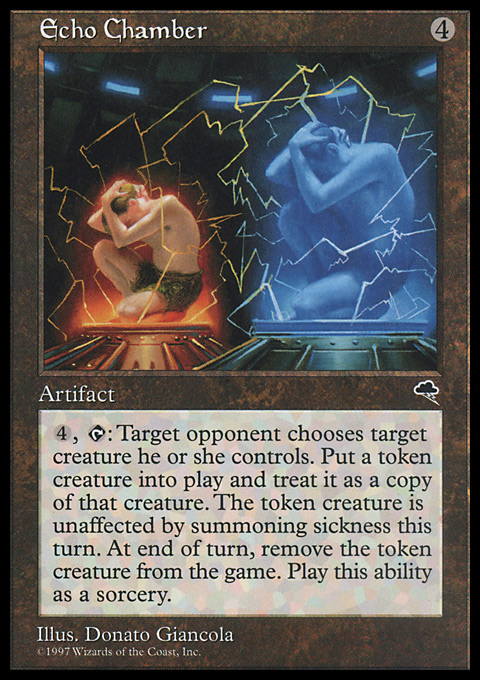 Echo Chamber 4
Artifact
4, : Target opponent chooses target
creature he or she controls. Put a token
creature into play and treat it as a copy
of that creature. The token creature is
unaffected by summoning sickness this
turn. At end of turn, remove the token
creature from the game. Play this ability
as a sorcery.
Illus. Donato Giancola
©1997 Wizards of the Coast, Inc.